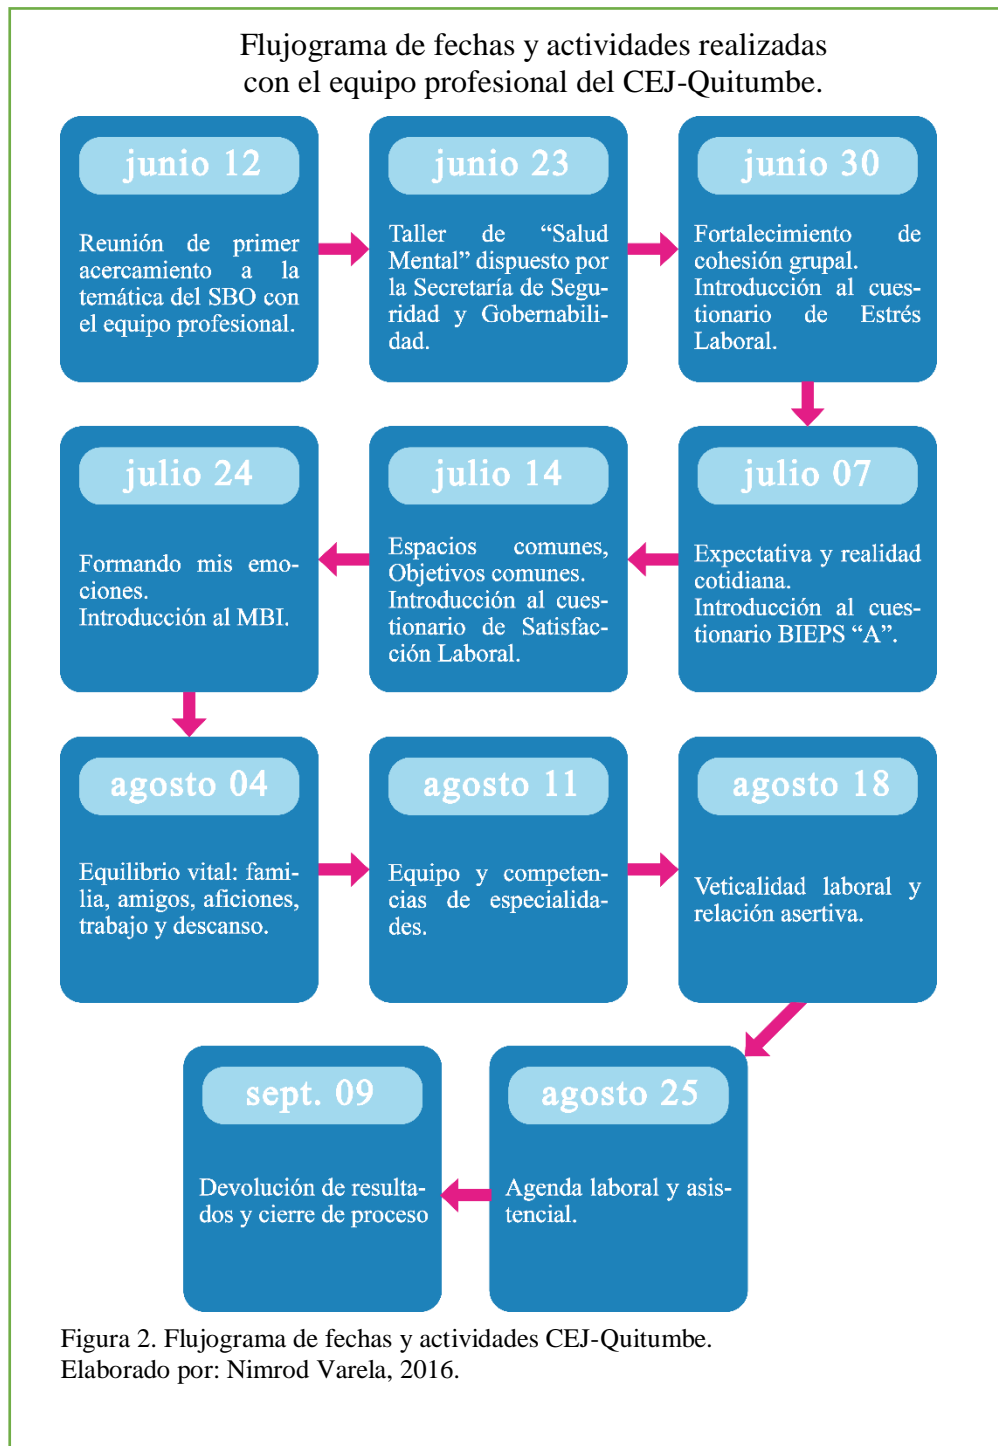 Flujograma de fechas y actividades realizadas
con el equipo profesional del CEJ-Quitumbe.
junio 12
Reunión de primer
acercamiento a la
temática del SBO con
el equipo profesional.
junio 23
Taller de “Salud
Mental” dispuesto por
la Secretaría de Segu-
ridad y Gobernabili-
dad.
junio 30
Fortalecimiento de
cohesión grupal.
Introducción al cues-
tionario de Estrés
Laboral.
julio 07
Expectativa y realidad
cotidiana.
Introducción al cues-
tionario BIEPS “A”.
julio 14
Espacios comunes,
Objetivos comunes.
Introducción al cues-
tionario de Satisfac-
ción Laboral.
julio 24
Formando mis emo-
ciones.
Introducción al MBI.
agosto 04
Equilibrio vital: fami-
lia, amigos, aficiones,
trabajo y descanso.
agosto 11
Equipo y competen-
cias de especialida-
des.
agosto 18
Veticalidad laboral y
relación asertiva.
agosto 25
Agenda laboral y asis-
tencial.
sept. 09
Devolución de resulta-
dos y cierre de proceso
Figura 2. Flujograma de fechas y actividades CEJ-Quitumbe.
Elaborado por: Nimrod Varela, 2016.